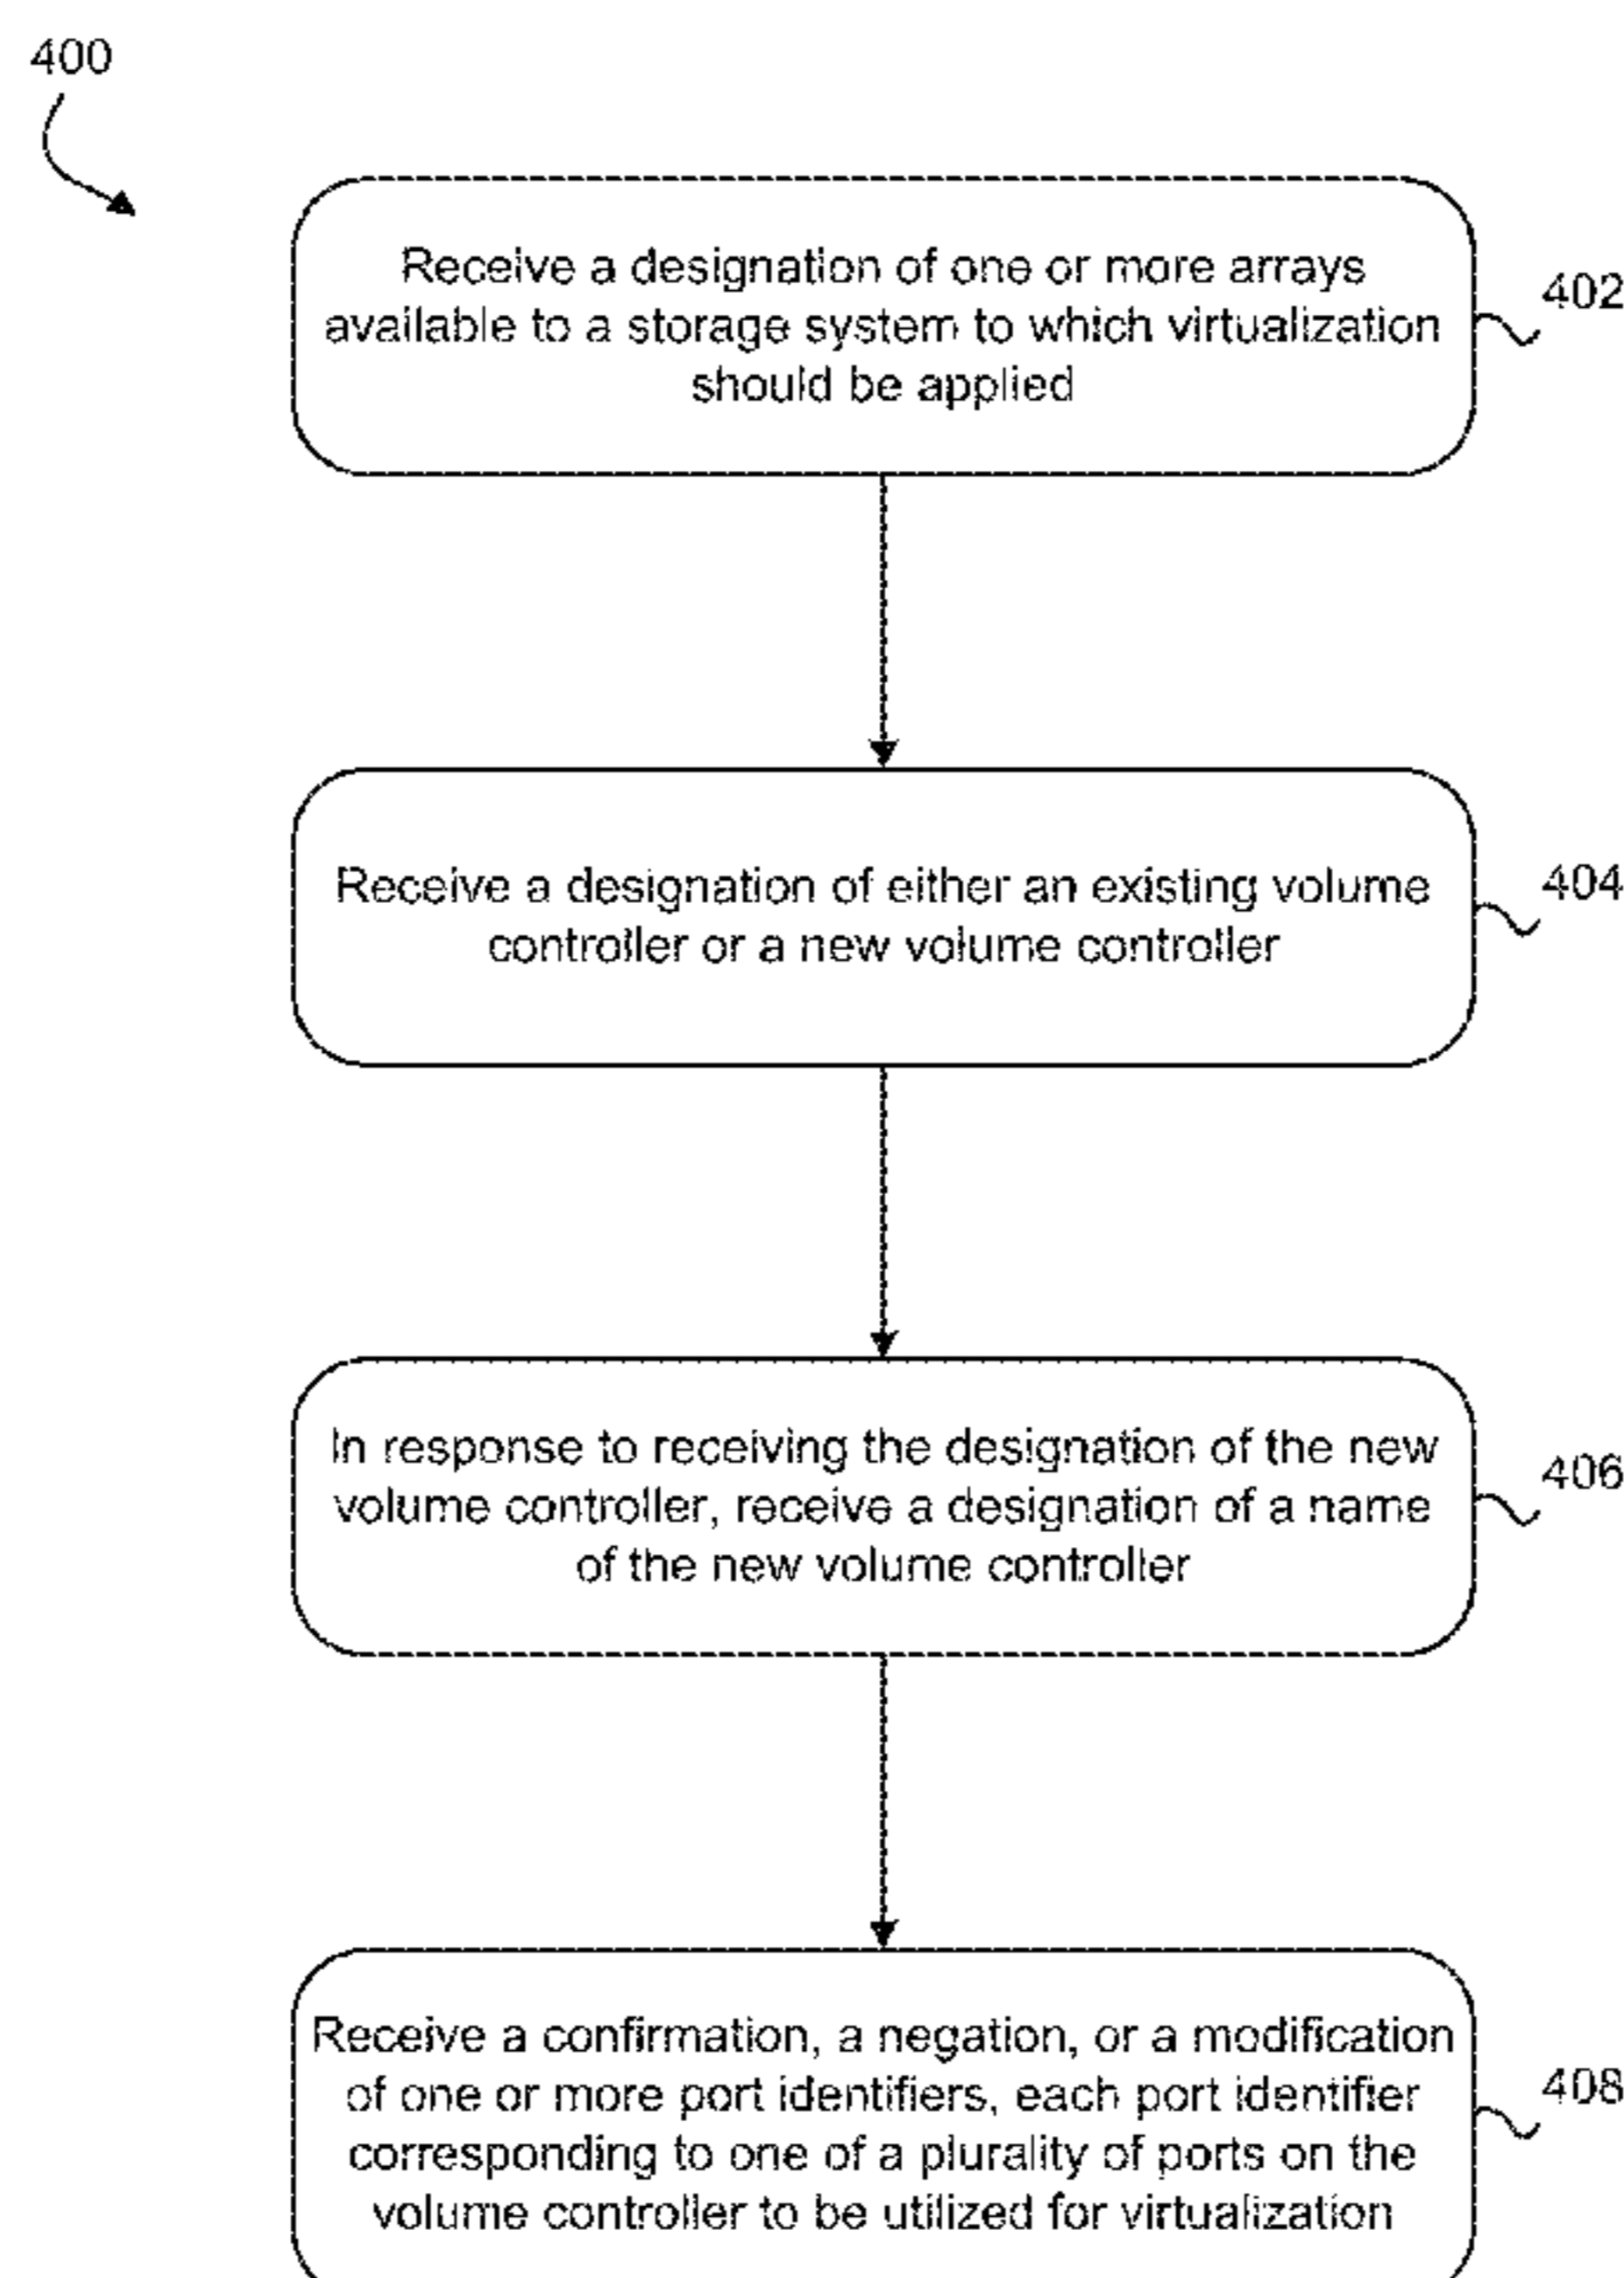 400
Receive a designation of one or more arrays
available to a storage system to which virtualization
should be applied
402
Receive a designation of either an existing volume
controller or a new volume controller
404
In response to receiving the designation of the new
volume controller, receive a designation of a name
of the new volume controller
406
Receive a confirmation, a negation, or a modification
of one or more port identifiers, each port identifier
corresponding to one of a plurality of ports on the
volume controller to be utilized for virtualization
408